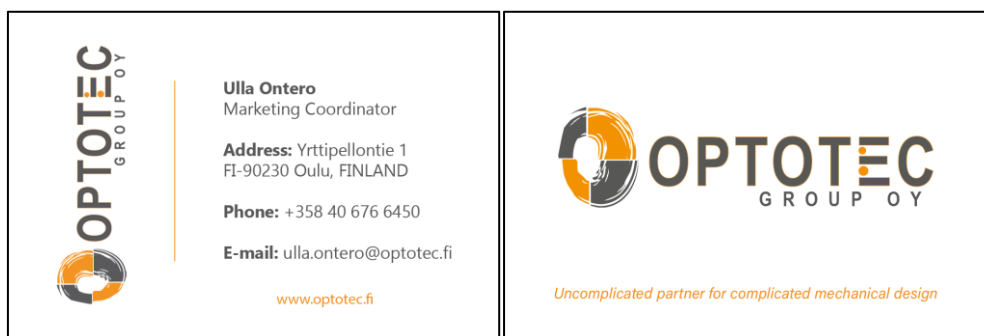 OPTOTEC
GROUP OY
Ulla Ontero
Marketing Coordinator
Address: Yrttipellontie 1
FI-90230 Oulu, FINLAND
Phone: +358 40 676 6450
E-mail: ulla.ontero@optotec.fi
www.optotec.fi
OPTOTEC
GROUP OY
Uncomplicated partner for complicated mechanical design